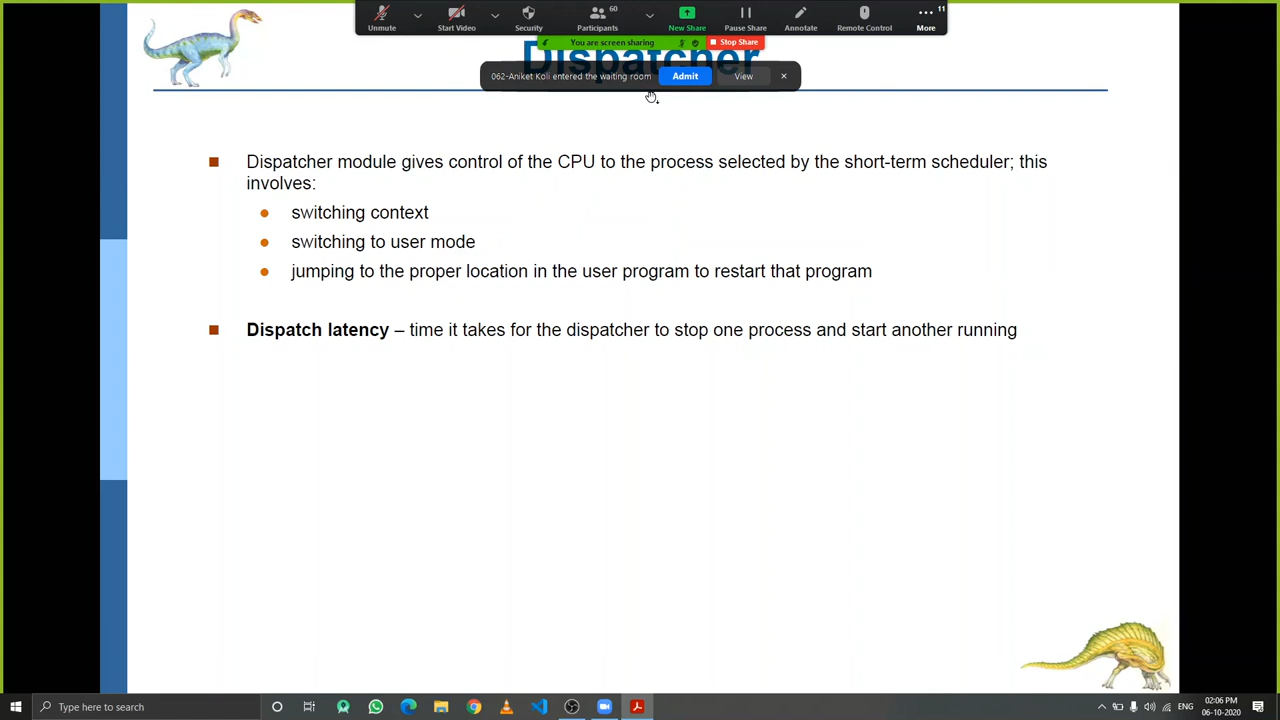 60
11
Unmute
Start Video
Security
Participants
New Share
Pause Share
Annotate
Remote Control
More
You are screen sharing
Stop Share
Dispatcher
062-Aniket Koli entered the waiting room
Admit
View
Dispatcher module gives control of the CPU to the process selected by the short-term scheduler; this
involves:
switching context
switching to user mode
jumping to the proper location in the user program to restart that program
Dispatch latency – time it takes for the dispatcher to stop one process and start another running
Type here to search
ENG
02:06 PM
06-10-2020